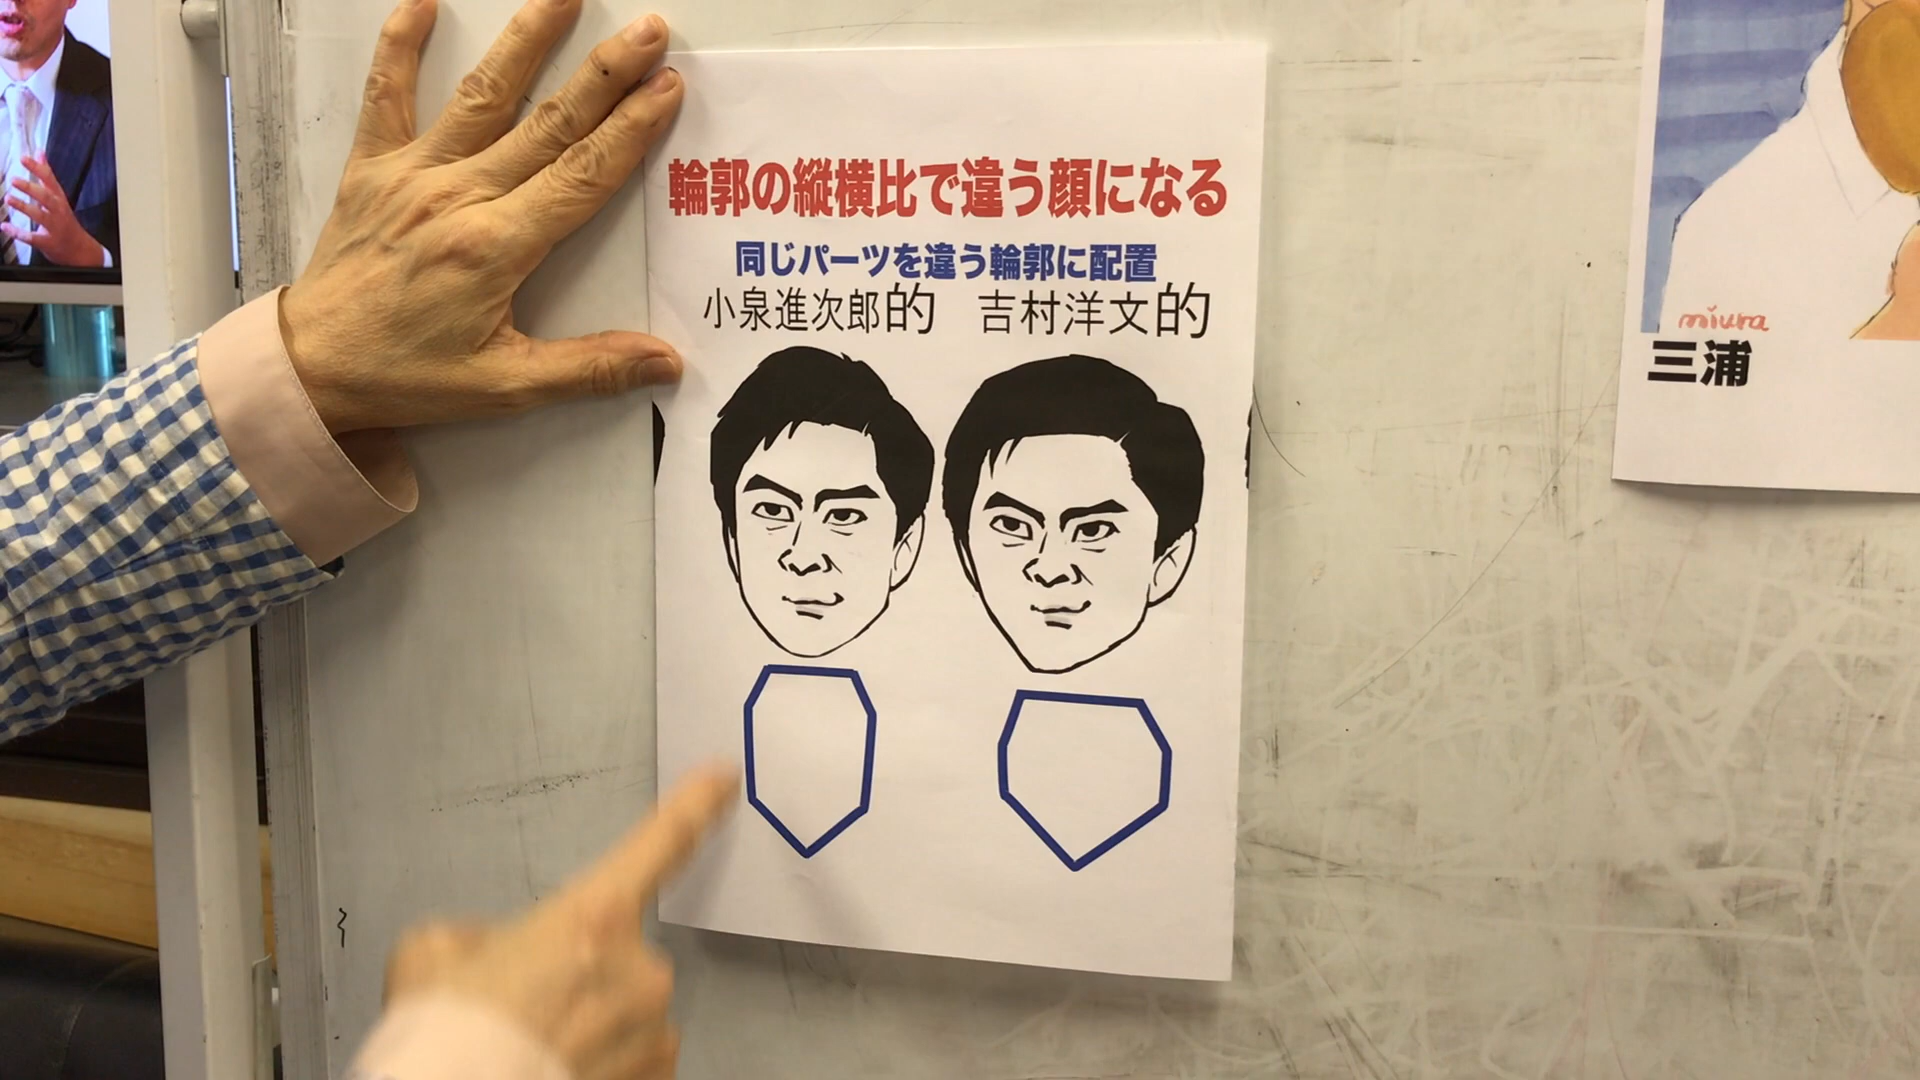 輪郭の縦横比で違う顔になる
同じパーツを違う輪郭に配置
小泉進次郎的 吉村洋文的
miura
三浦